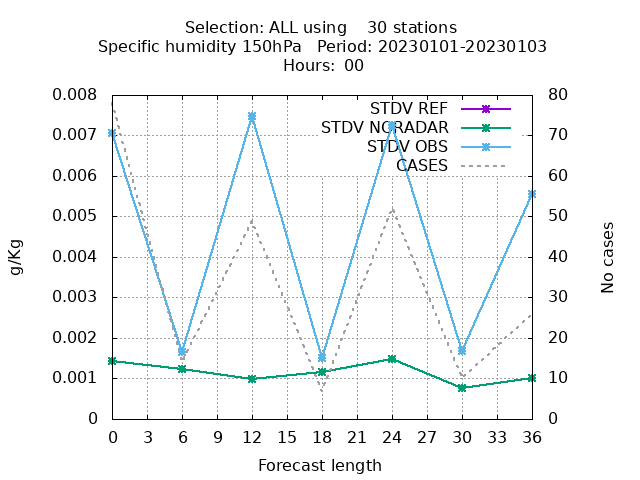 Selection: ALL using    30 stations
Specific humidity 150hPa   Period: 20230101-20230103
Hours:  00
0.008 80
STDV REF
0.007 70
STDV NORADAR
STDV OBS
0.006 60
CASES
0.005 50
0.004 40
0.003 30
0.002 20
0.001 10
0 0
g/Kg
No cases
0 3 6 9 12 15 18 21 24 27 30 33 36
Forecast length